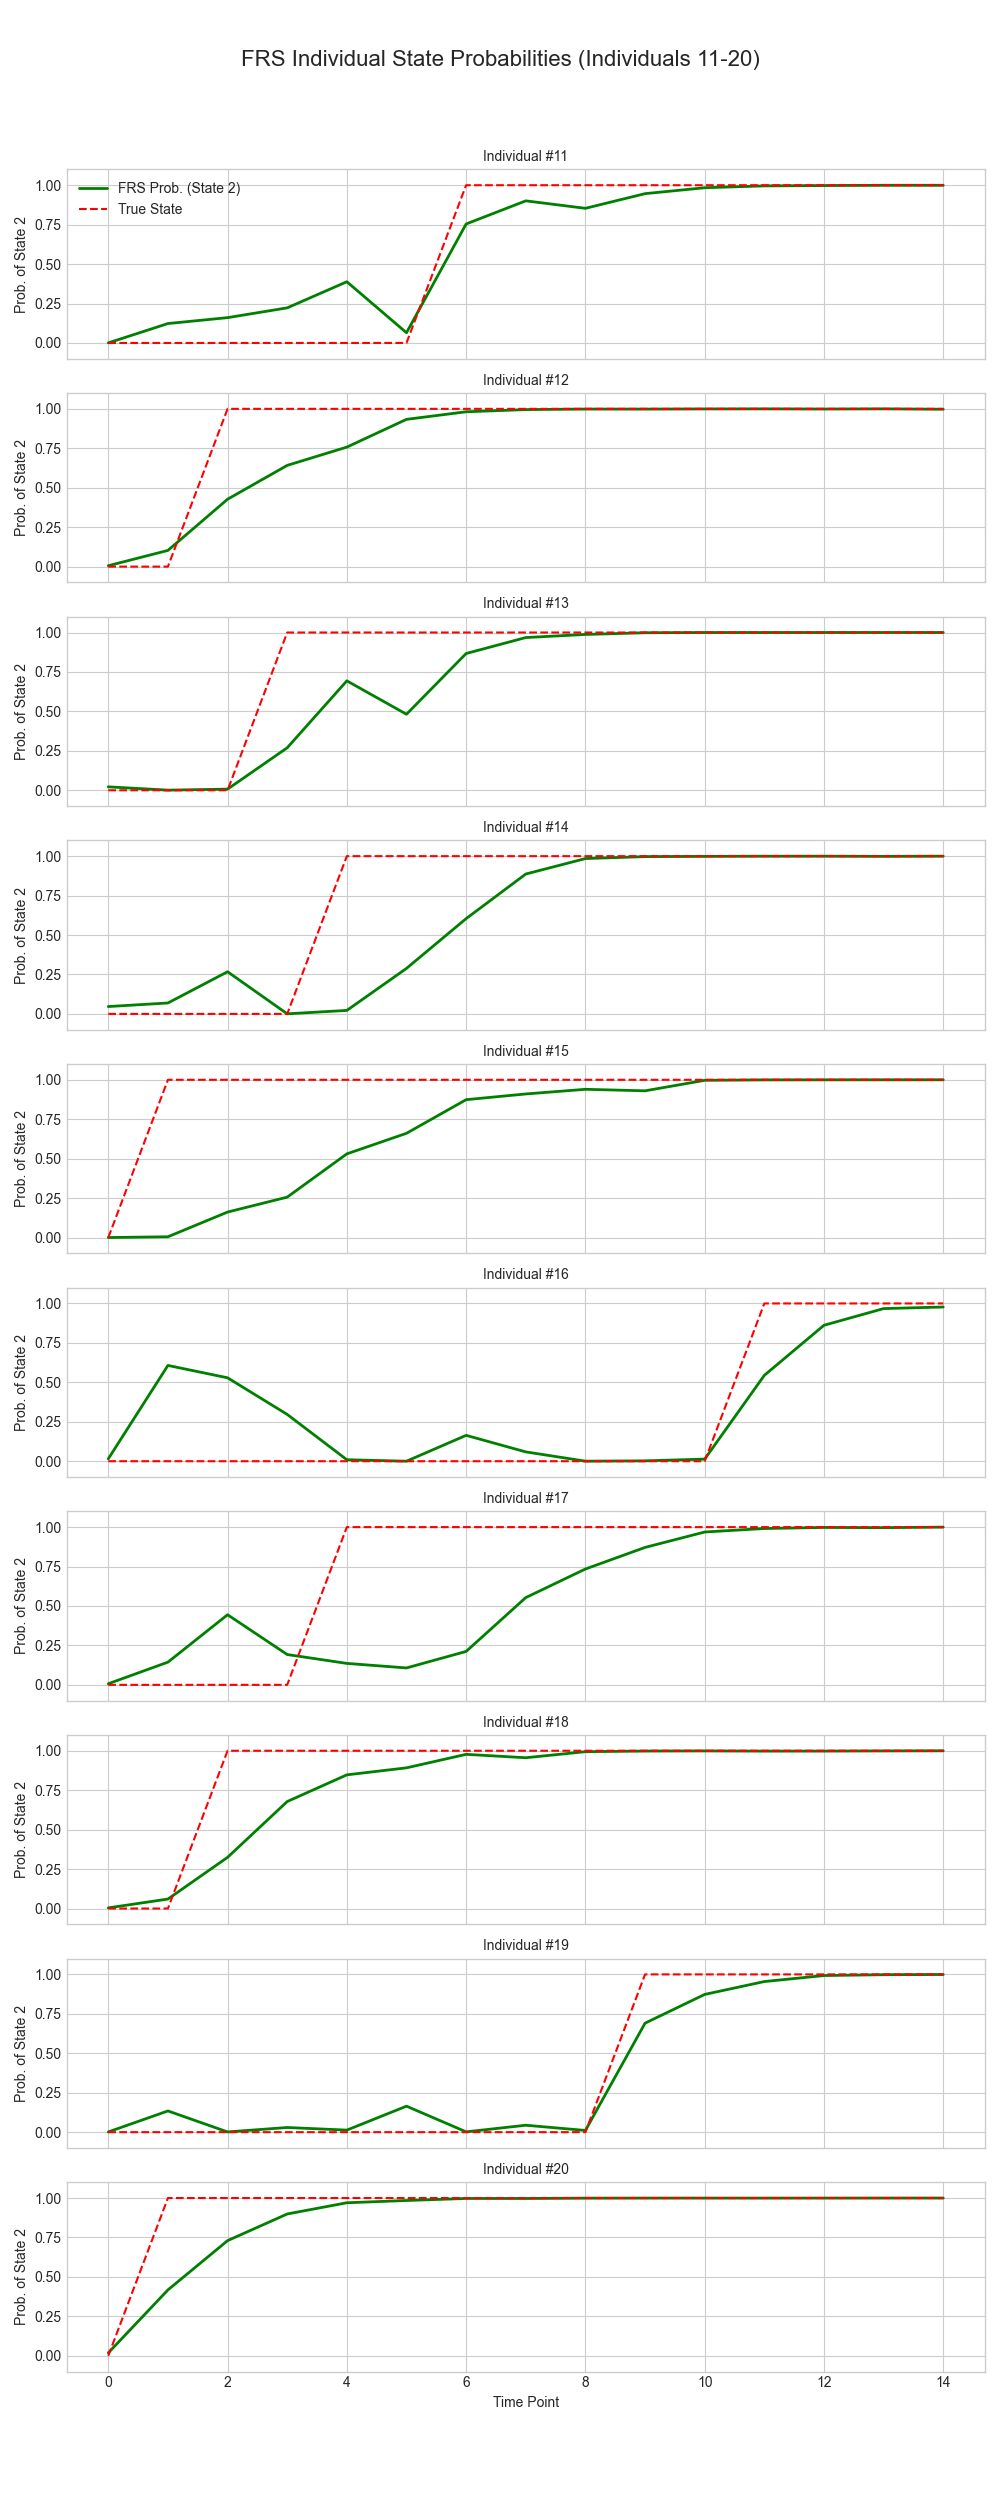 FRS Individual State Probabilities (Individuals 11-20)
Individual #11
FRS Prob. (State 2)
True State
Prob. of State 2
1.00
0.75
0.50
0.25
0.00
Individual #12
Prob. of State 2
1.00
0.75
0.50
0.25
0.00
Individual #13
Prob. of State 2
1.00
0.75
0.50
0.25
0.00
Individual #14
Prob. of State 2
1.00
0.75
0.50
0.25
0.00
Individual #15
Prob. of State 2
1.00
0.75
0.50
0.25
0.00
Individual #16
Prob. of State 2
1.00
0.75
0.50
0.25
0.00
Individual #17
Prob. of State 2
1.00
0.75
0.50
0.25
0.00
Individual #18
Prob. of State 2
1.00
0.75
0.50
0.25
0.00
Individual #19
Prob. of State 2
1.00
0.75
0.50
0.25
0.00
Individual #20
Prob. of State 2
1.00
0.75
0.50
0.25
0.00
0 2 4 6 8 10 12 14
Time Point